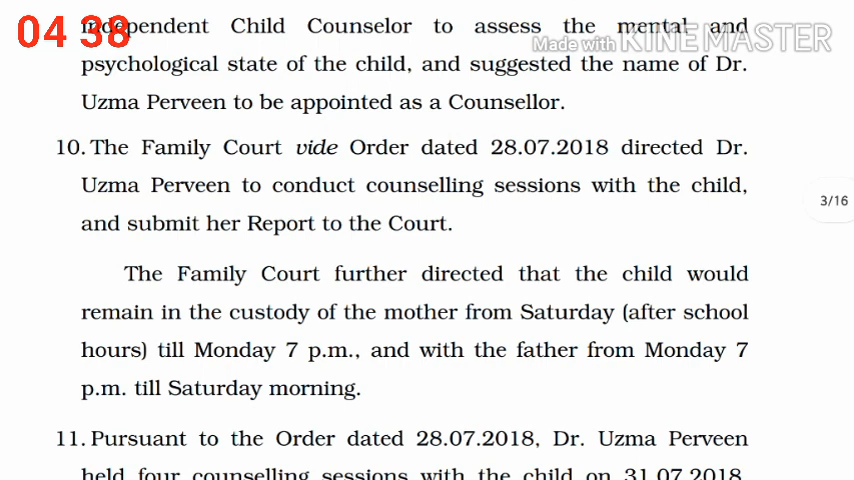 04 38
independent Child Counselor to assess the mental and
Made with KINEMASTER
psychological state of the child, and suggested the name of Dr.
Uzma Perveen to be appointed as a Counsellor.
10. The Family Court vide Order dated 28.07.2018 directed Dr.
Uzma Perveen to conduct counselling sessions with the child,
3/16
and submit her Report to the Court.
The Family Court further directed that the child would
remain in the custody of the mother from Saturday (after school
hours) till Monday 7 p.m., and with the father from Monday 7
p.m. till Saturday morning.
11. Pursuant to the Order dated 28.07.2018, Dr. Uzma Perveen
held four counselling sessions with the child on 31.07.2018,